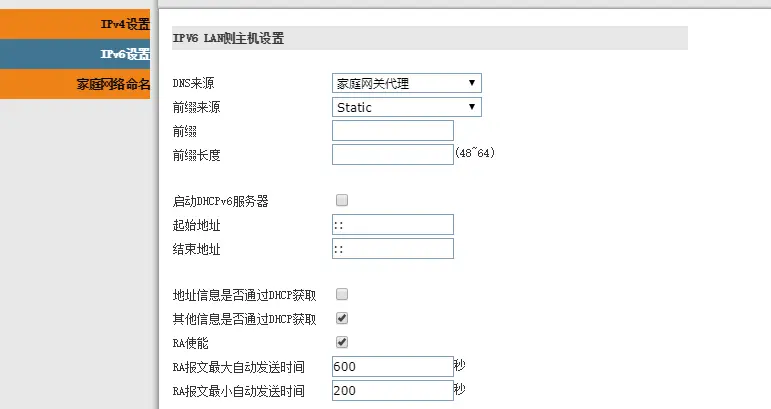 IPv4设置
IPv6设置
家庭网络命名
IPV6 LAN侧主机设置
DNS来源 家庭网关代理
前缀来源 Static
前缀
前缀长度 (48~64)
启动DHCPv6服务器
起始地址 ::
结束地址 ::
地址信息是否通过DHCP获取
其他信息是否通过DHCP获取
RA使能
RA报文最大自动发送时间 600 秒
RA报文最小自动发送时间 200 秒